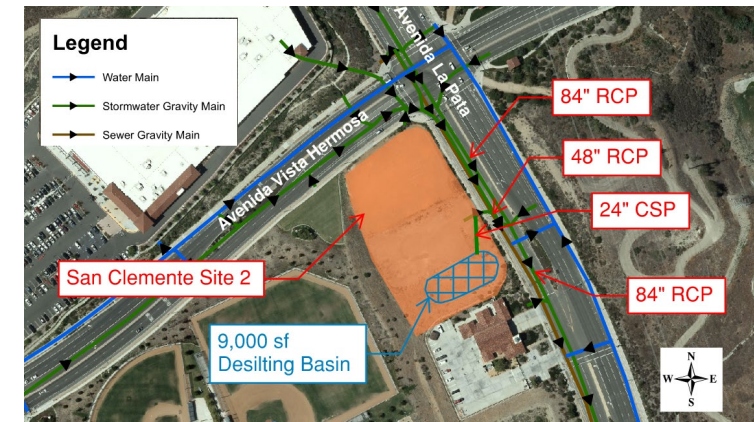 Legend
Water Main
Stormwater Gravity Main
Sewer Gravity Main
Avenida La Pata
Avenida Vista Hermosa
84" RCP
48" RCP
24" CSP
84" RCP
San Clemente Site 2
9,000 sf
Desilting Basin
N
W E
S